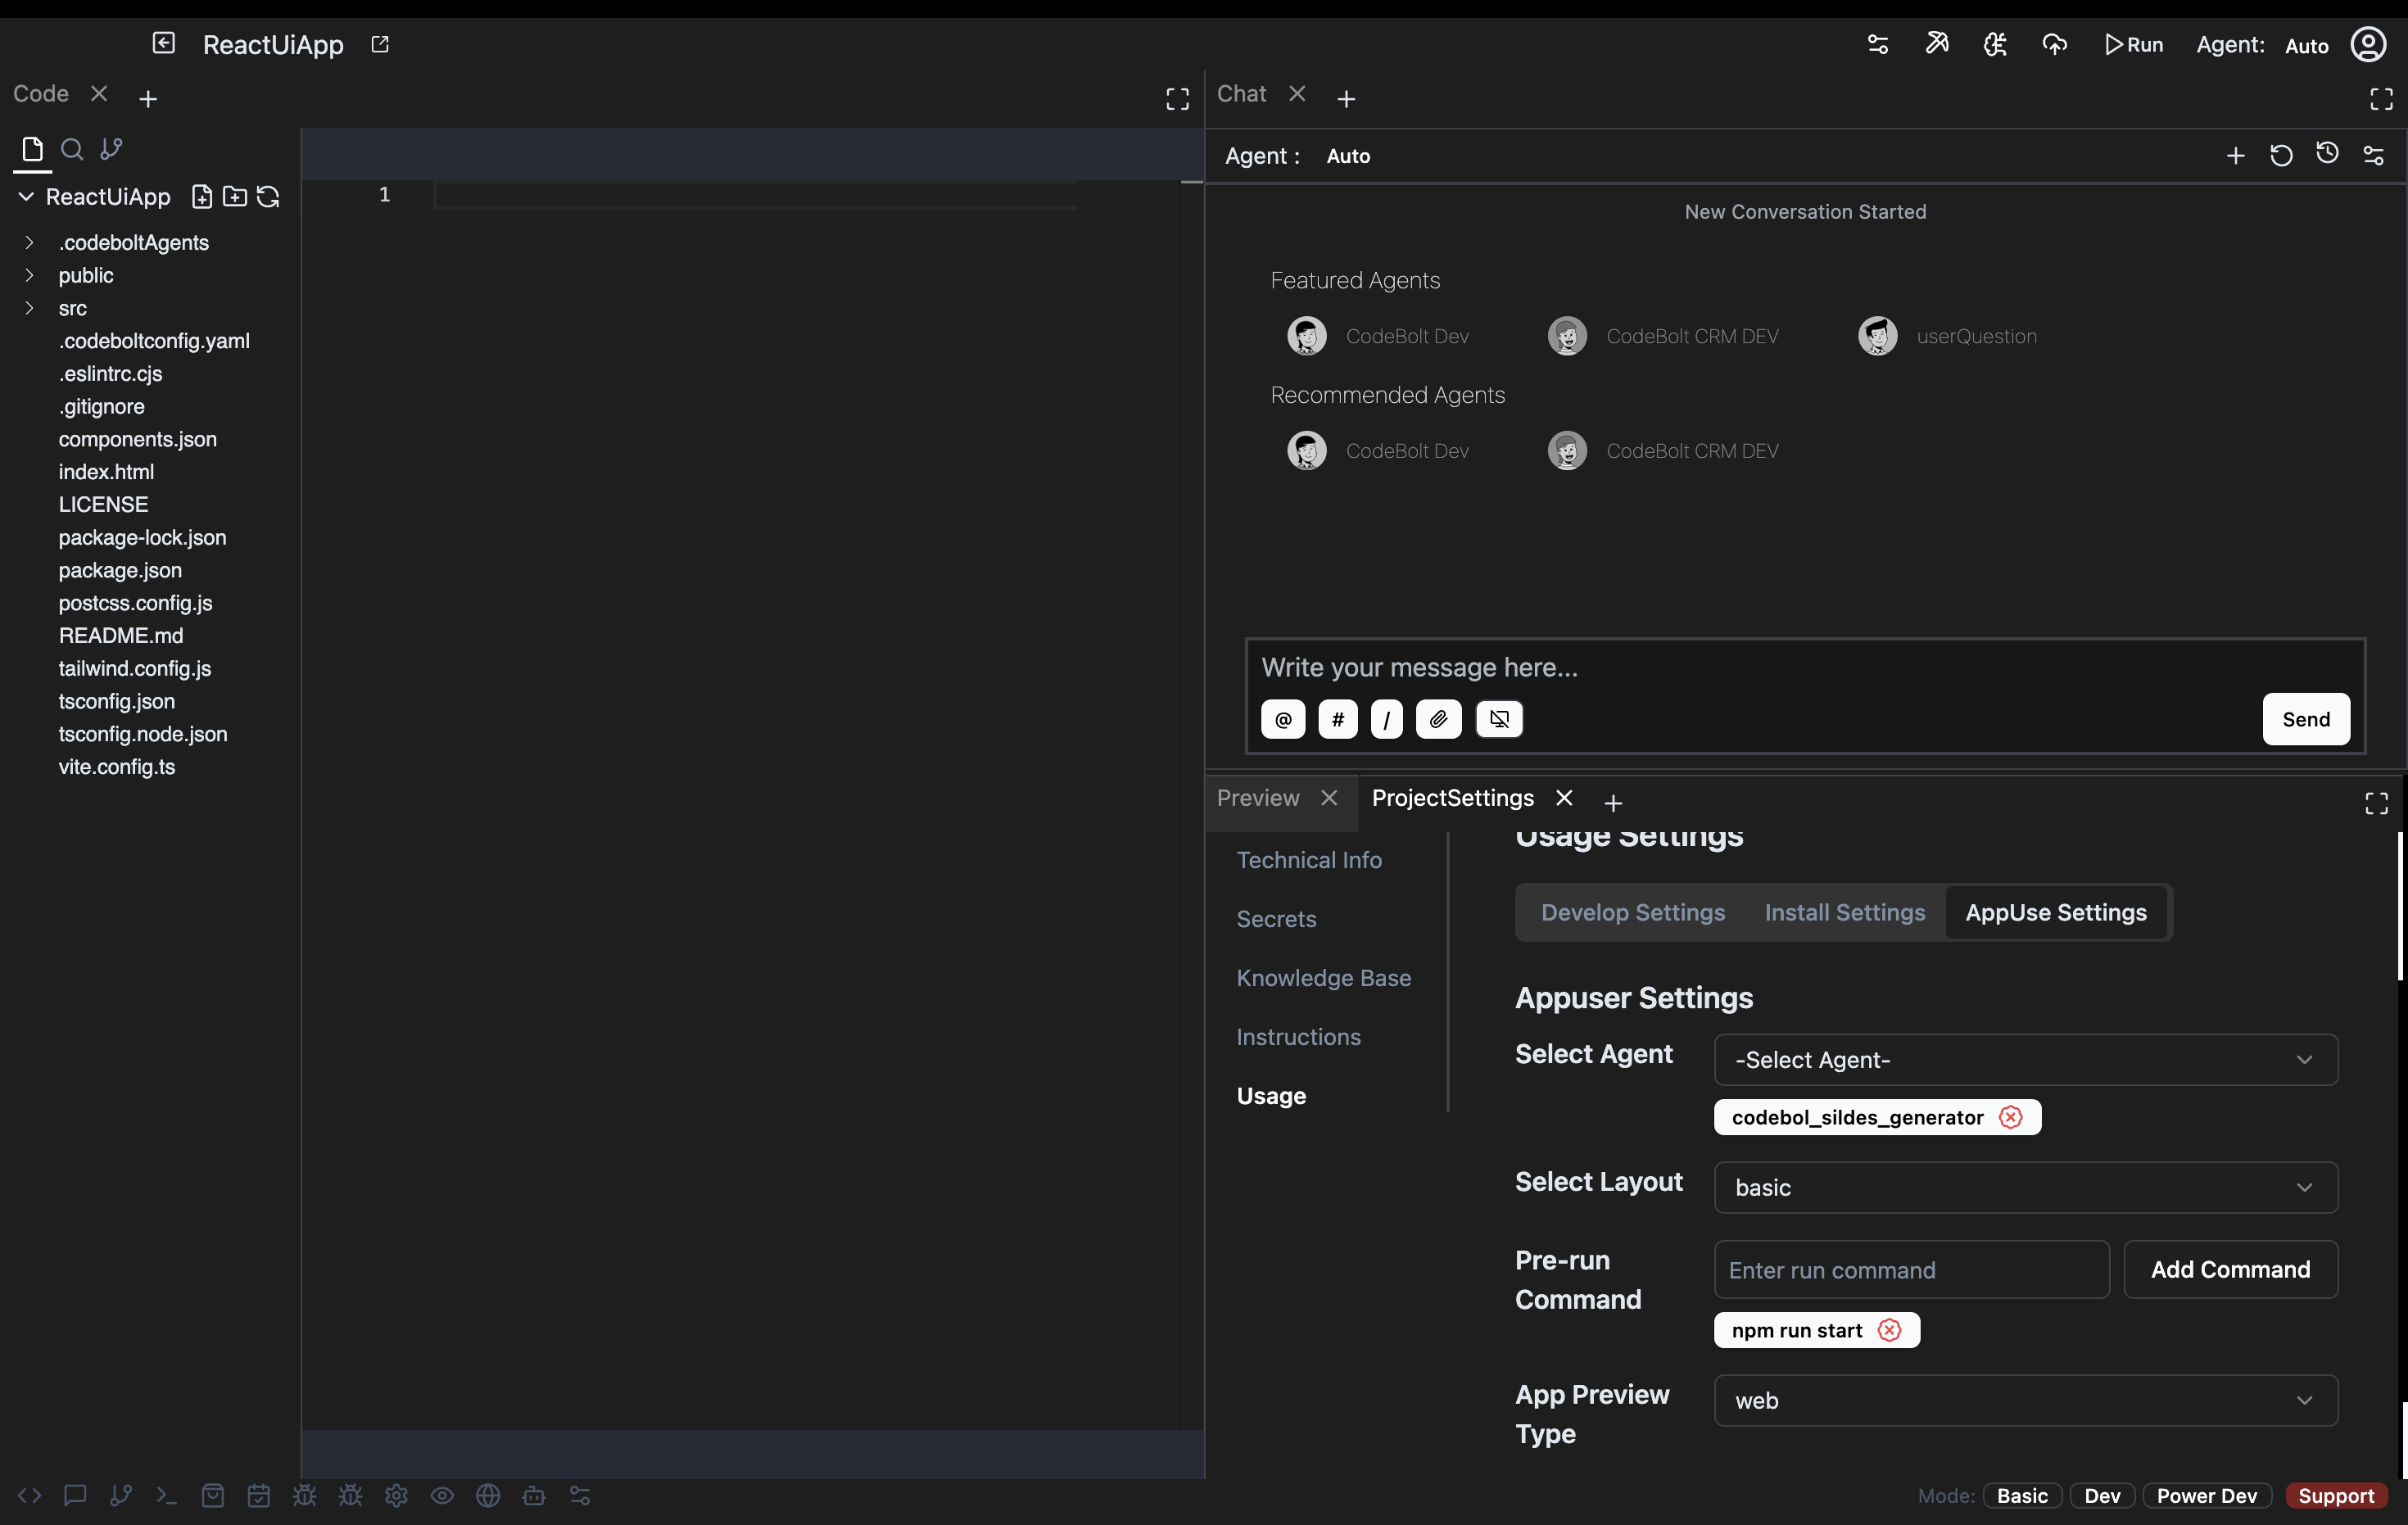 ReactUiApp
Run
Agent: Auto
Code
ReactUiApp
.codeboltAgents
public
src
.codeboltconfig.yaml
.eslintrc.cjs
.gitignore
components.json
index.html
LICENSE
package-lock.json
package.json
postcss.config.js
README.md
tailwind.config.js
tsconfig.json
tsconfig.node.json
vite.config.ts
1
Chat
Agent : Auto
New Conversation Started
Featured Agents
CodeBolt Dev
CodeBolt CRM DEV
userQuestion
Recommended Agents
CodeBolt Dev
CodeBolt CRM DEV
Write your message here...
@ # /
Send
Preview
ProjectSettings
Technical Info
Secrets
Knowledge Base
Instructions
Usage
Usage Settings
Develop Settings
Install Settings
AppUse Settings
Appuser Settings
Select Agent
-Select Agent-
codebol_sildes_generator
Select Layout
basic
Pre-run
Command
Enter run command
Add Command
npm run start
App Preview
Type
web
Mode: Basic Dev Power Dev Support